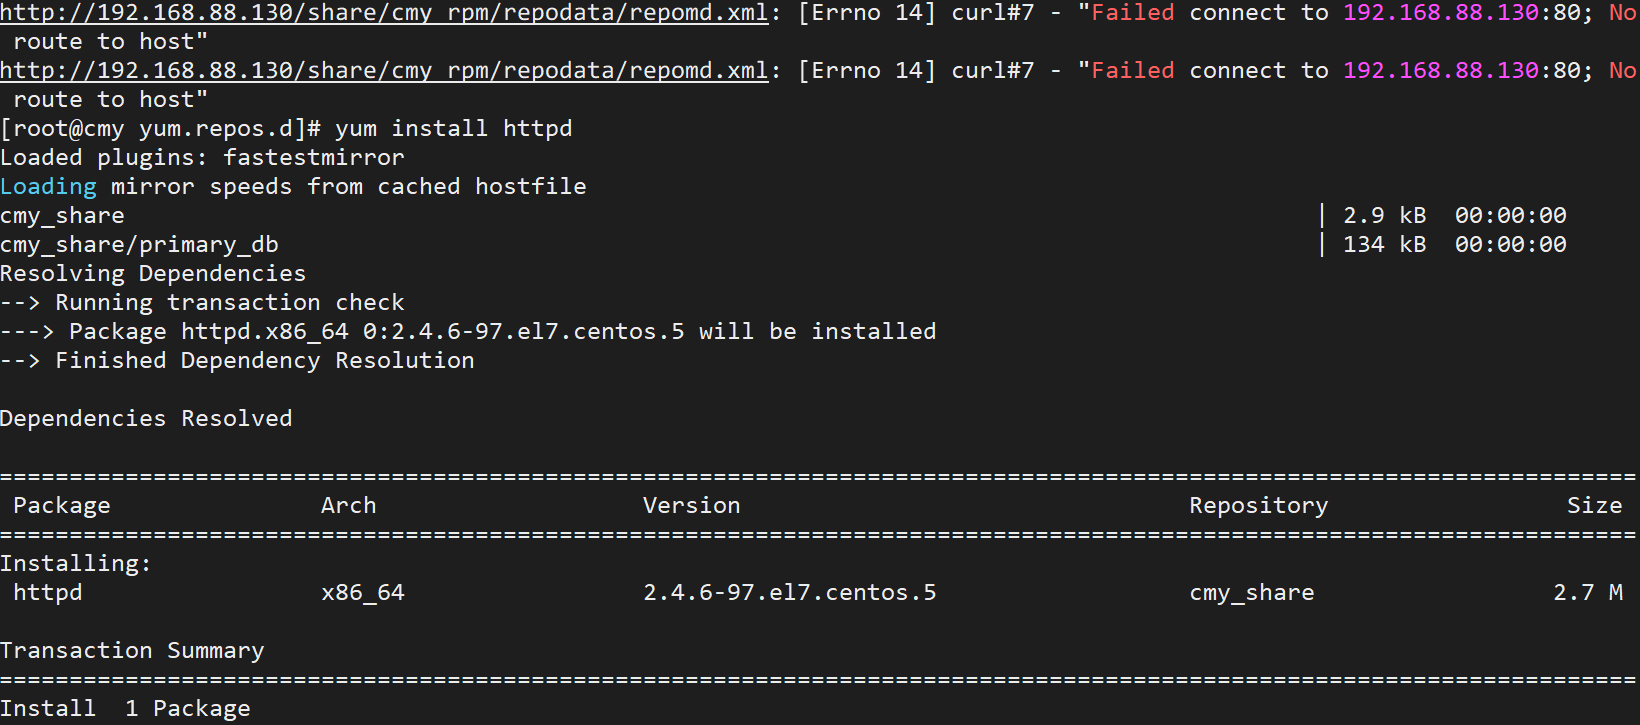 http://192.168.88.130/share/cmy_rpm/repodata/repomd.xml: [Errno 14] curl#7 - "Failed connect to 192.168.88.130:80; No
route to host"
http://192.168.88.130/share/cmy_rpm/repodata/repomd.xml: [Errno 14] curl#7 - "Failed connect to 192.168.88.130:80; No
route to host"
[root@cmy yum.repos.d]# yum install httpd
Loaded plugins: fastestmirror
Loading mirror speeds from cached hostfile
cmy_share | 2.9 kB 00:00:00
cmy_share/primary_db | 134 kB 00:00:00
Resolving Dependencies
--> Running transaction check
---> Package httpd.x86_64 0:2.4.6-97.el7.centos.5 will be installed
--> Finished Dependency Resolution
Dependencies Resolved
=====================================================================================================================
Package Arch Version Repository Size
=====================================================================================================================
Installing:
httpd x86_64 2.4.6-97.el7.centos.5 cmy_share 2.7 M
Transaction Summary
=====================================================================================================================
Install 1 Package